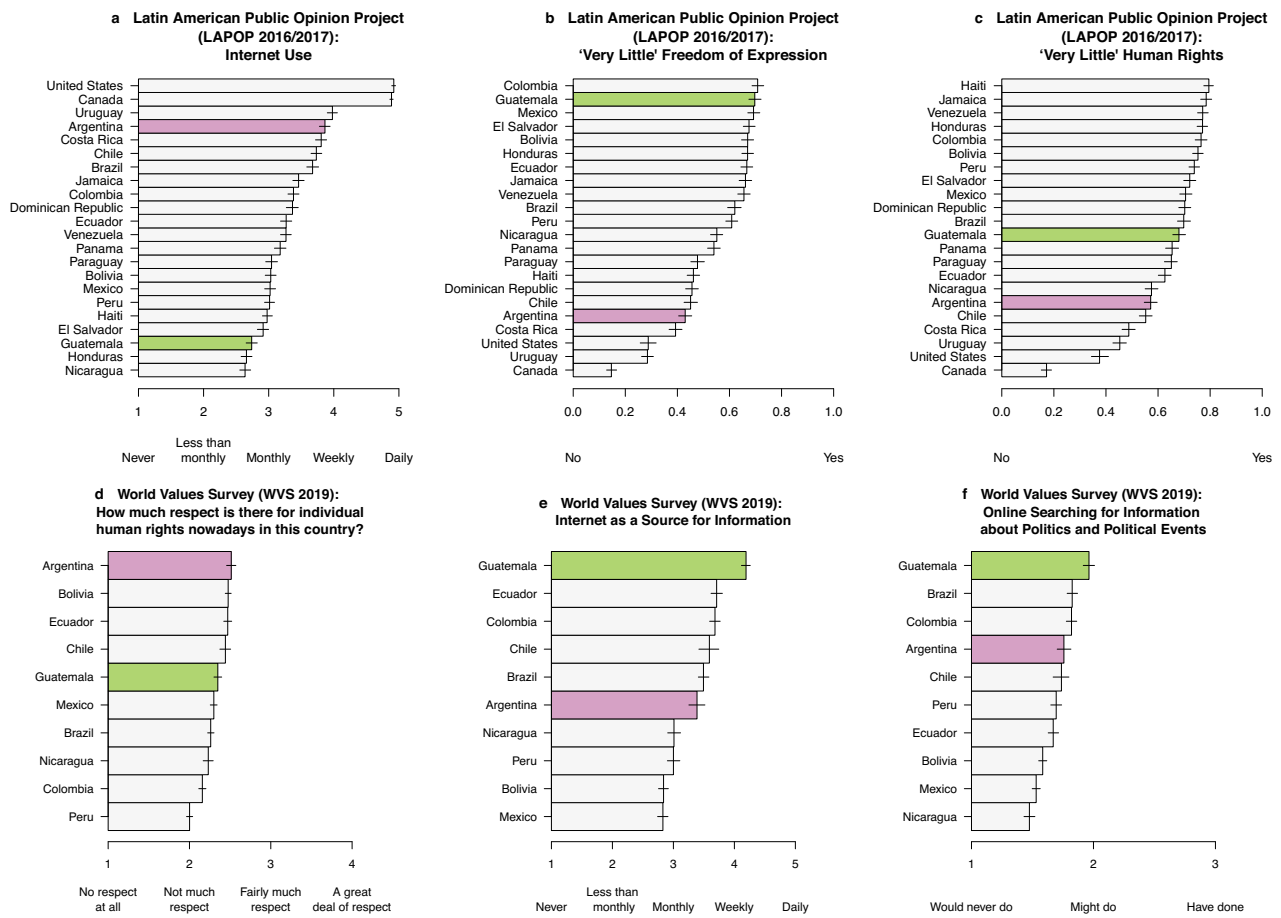 a Latin American Public Opinion Project
(LAPOP 2016/2017):
Internet Use
United States
Canada
Uruguay
Argentina
Costa Rica
Chile
Brazil
Jamaica
Colombia
Dominican Republic
Ecuador
Venezuela
Panama
Paraguay
Bolivia
Mexico
Peru
Haiti
El Salvador
Guatemala
Honduras
Nicaragua
1 2 3 4 5
Never Less than monthly Monthly Weekly Daily
b Latin American Public Opinion Project
(LAPOP 2016/2017):
‘Very Little' Freedom of Expression
Colombia
Guatemala
Mexico
El Salvador
Bolivia
Honduras
Ecuador
Jamaica
Venezuela
Brazil
Peru
Nicaragua
Panama
Paraguay
Haiti
Dominican Republic
Chile
Argentina
Costa Rica
United States
Uruguay
Canada
0.0 0.2 0.4 0.6 0.8 1.0
No Yes
c Latin American Public Opinion Project
(LAPOP 2016/2017):
‘Very Little' Human Rights
Haiti
Jamaica
Venezuela
Honduras
Colombia
Bolivia
Peru
El Salvador
Mexico
Dominican Republic
Brazil
Guatemala
Panama
Paraguay
Ecuador
Nicaragua
Argentina
Chile
Costa Rica
Uruguay
United States
Canada
0.0 0.2 0.4 0.6 0.8 1.0
No Yes
d World Values Survey (WVS 2019):
How much respect is there for individual
human rights nowadays in this country?
Argentina
Bolivia
Ecuador
Chile
Guatemala
Mexico
Brazil
Nicaragua
Colombia
Peru
1 2 3 4
No respect Not much Fairly much A great
at all respect respect deal of respect
e World Values Survey (WVS 2019):
Internet as a Source for Information
Guatemala
Ecuador
Colombia
Chile
Brazil
Argentina
Nicaragua
Peru
Bolivia
Mexico
1 2 3 4 5
Never Less than monthly Monthly Weekly Daily
f World Values Survey (WVS 2019):
Online Searching for Information
about Politics and Political Events
Guatemala
Brazil
Colombia
Argentina
Chile
Peru
Ecuador
Bolivia
Mexico
Nicaragua
1 2 3
Would never do Might do Have done